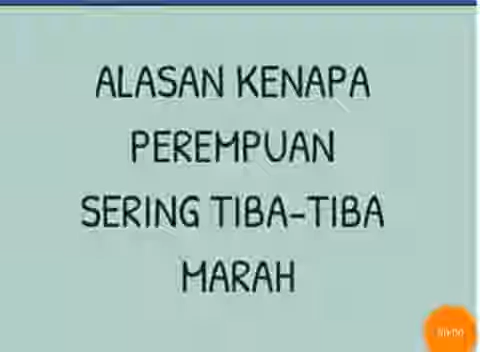 ALASAN KENAPA
PEREMPUAN
SERING TIBA-TIBA
MARAH